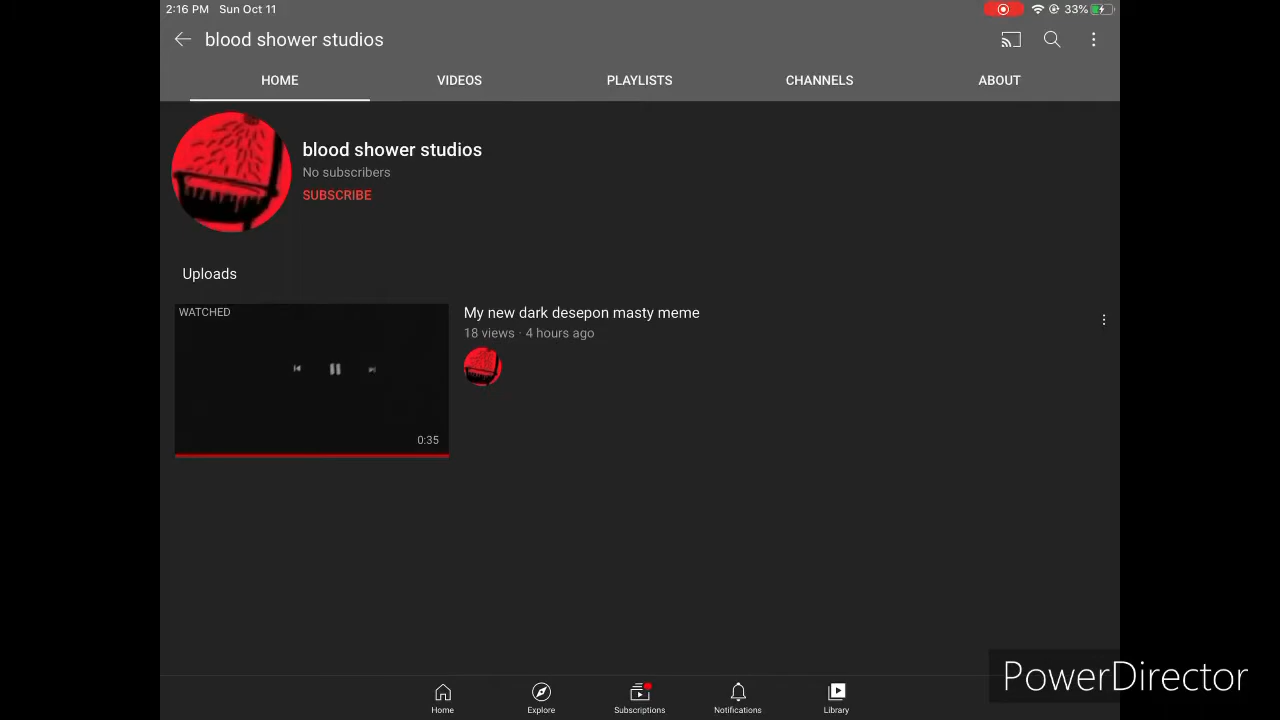 2:16 PM Sun Oct 11
33%
blood shower studios
HOME VIDEOS PLAYLISTS CHANNELS ABOUT
blood shower studios
No subscribers
SUBSCRIBE
Uploads
WATCHED
0:35
My new dark desepon masty meme
18 views · 4 hours ago
Home Explore Subscriptions Notifications Library
PowerDirector